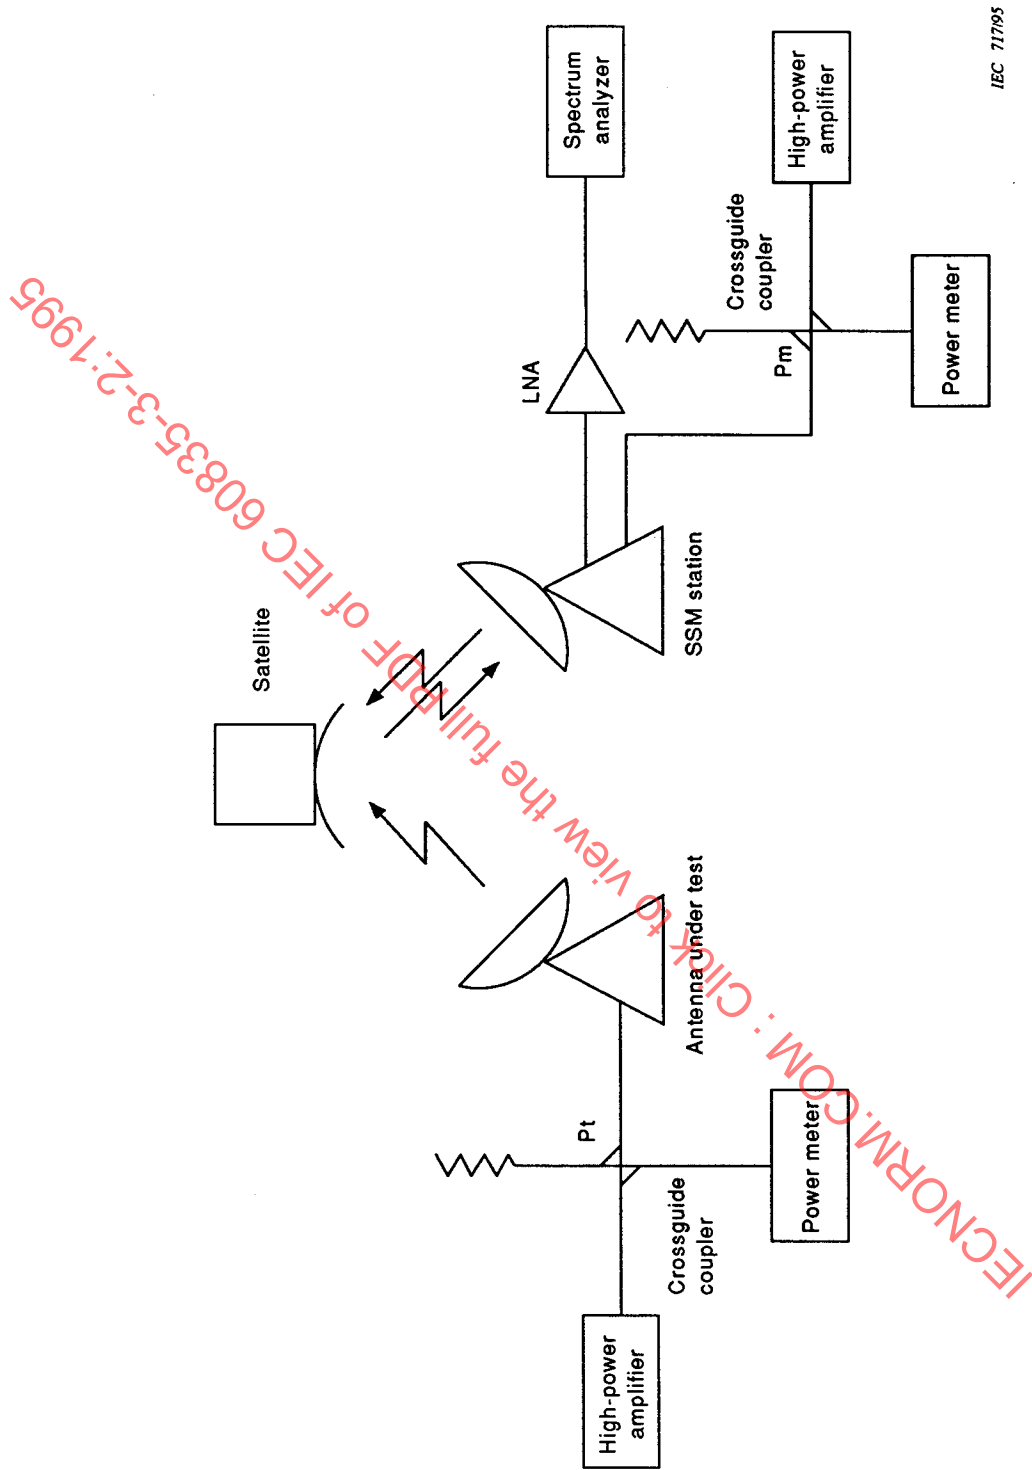 Satellite
LNA
Spectrum
analyzer
Pt
Crossguide
coupler
High-power
amplifier
Power meter
Antenna under test
SSM station
Pm
Crossguide
coupler
High-power
amplifier
Power meter
IEC 717/95
IECNORM.COM : Click to view the full PDF of IEC 60835-3-2:1995